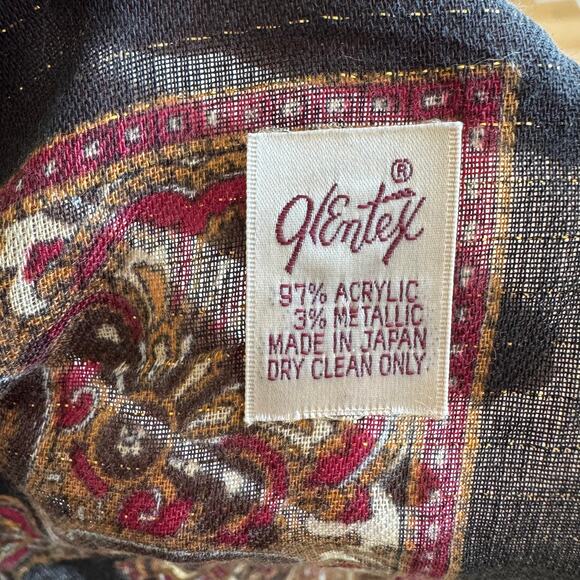 ®
glentex
97% ACRYLIC
3% METALLIC
MADE IN JAPAN
DRY CLEAN ONLY